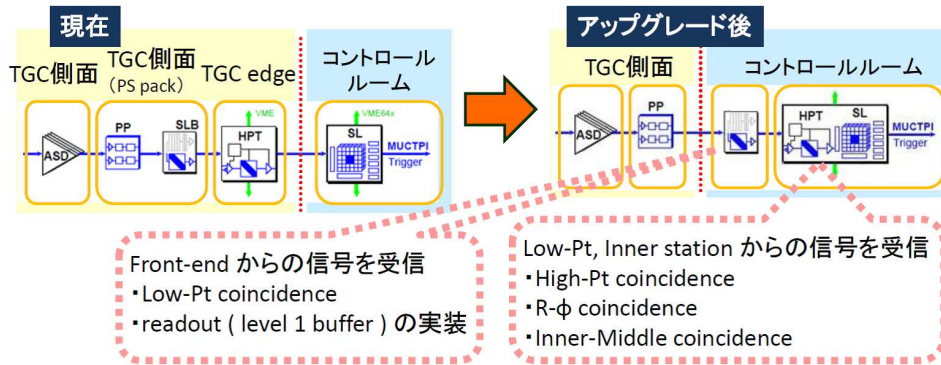 現在
TGC側面
TGC側面
（PS pack）
TGC edge
コントロール
ルーム
ASD
PP
SLB
VME
HPT
VME64x
SL
MUCTPI
Trigger
アップグレード後
TGC側面
コントロールルーム
ASD
PP
HPT
SL
MUCTPI
Trigger
Front-end からの信号を受信
・Low-Pt coincidence
・readout ( level 1 buffer ) の実装
Low-Pt, Inner station からの信号を受信
・High-Pt coincidence
・R-φ coincidence
・Inner-Middle coincidence